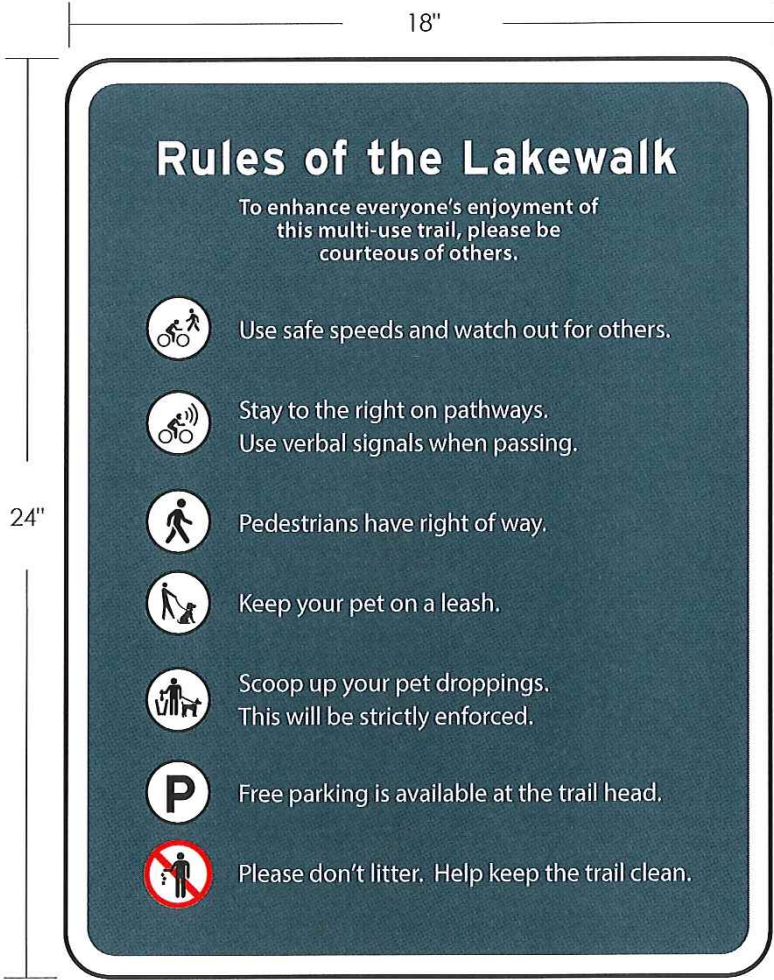 18"
Rules of the Lakewalk
To enhance everyone's enjoyment of
this multi-use trail, please be
courteous of others.
Use safe speeds and watch out for others.
Stay to the right on pathways.
Use verbal signals when passing.
24"
Pedestrians have right of way.
Keep your pet on a leash.
Scoop up your pet droppings.
This will be strictly enforced.
P
Free parking is available at the trail head.
Please don't litter. Help keep the trail clean.